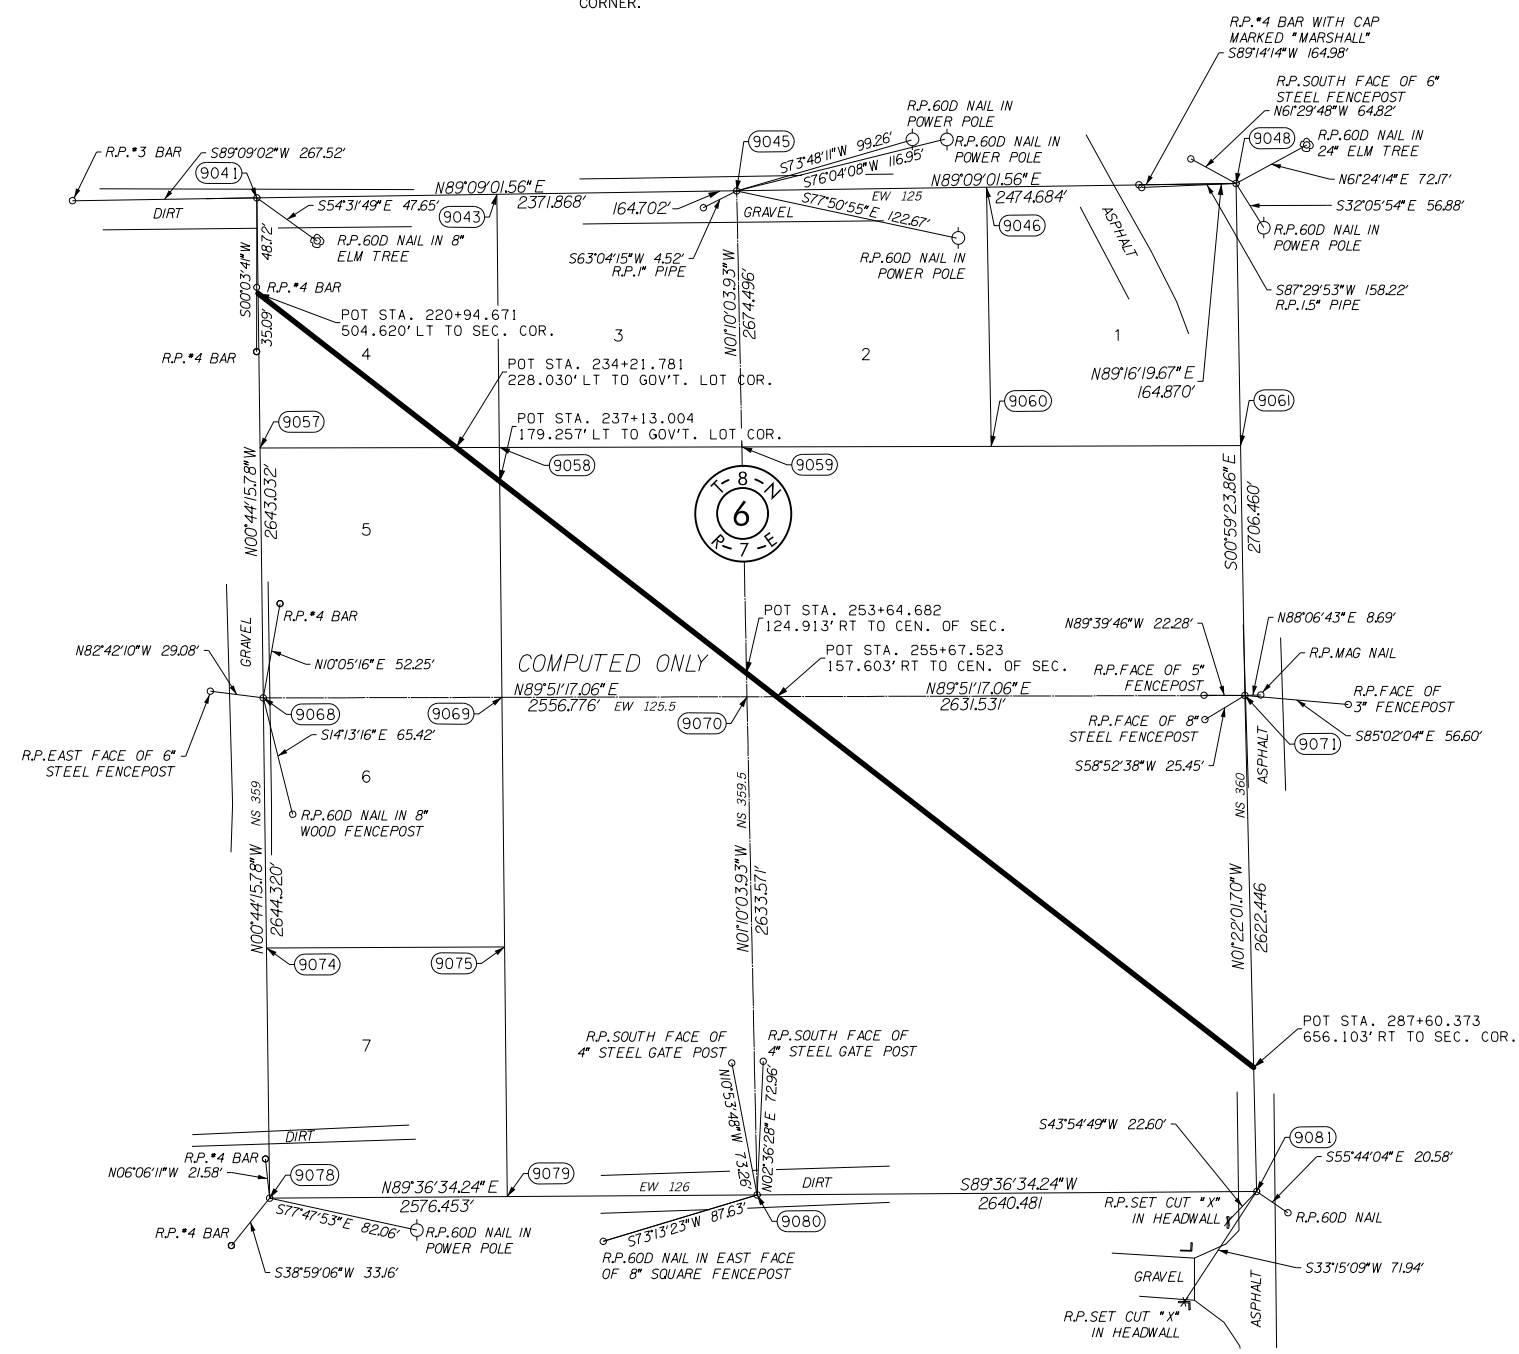 CORNER.
R.P. #4 BAR WITH CAP
MARKED "MARSHALL"
S89°14'14"W 164.98'
R.P. SOUTH FACE OF 6"
STEEL FENCEPOST
N61°29'48"W 64.82'
R.P. 60D NAIL IN
POWER POLE
R.P. 60D NAIL IN
POWER POLE
9045
9048
R.P. 60D NAIL IN
24" ELM TREE
R.P. #3 BAR
S89°09'02"W 267.52'
9041
S73°48'11"W 99.26'
S76°04'08"W 116.95'
N61°24'14"E 72.17'
N89°09'01.56"E
2371.868'
N89°09'01.56"E
2474.684'
EW 125
S77°50'55"E 122.67'
S32°05'54"E 56.88'
DIRT
S54°31'49"E 47.65'
9043
164.702'
GRAVEL
9046
ASPHALT
R.P. 60D NAIL IN
POWER POLE
R.P. 60D NAIL IN 8"
ELM TREE
S63°04'15"W 4.52'
R.P. 1" PIPE
R.P. 60D NAIL IN
POWER POLE
S00°03'41"W
48.72'
R.P. #4 BAR
35.09'
R.P. #4 BAR
N01°10'03.93"W
2674.496'
S87°29'53"W 158.22'
R.P. 1.5" PIPE
POT STA. 220+94.671
504.620' LT TO SEC. COR.
3
4
2
1
POT STA. 234+21.781
228.030' LT TO GOV'T. LOT COR.
N89°16'19.67"E
164.870'
POT STA. 237+13.004
179.257' LT TO GOV'T. LOT COR.
9057
9060
9061
9058
9059
N00°44'15.78"W
2643.032'
T-8-N
6
R-7-E
S00°59'23.86"E
2706.460'
5
R.P. #4 BAR
GRAVEL
N82°42'10"W 29.08'
N10°05'16"E 52.25'
COMPUTED ONLY
POT STA. 253+64.682
124.913' RT TO CEN. OF SEC.
POT STA. 255+67.523
157.603' RT TO CEN. OF SEC.
N89°39'46"W 22.28'
N88°06'43"E 8.69'
R.P. MAG NAIL
R.P. FACE OF 5"
FENCEPOST
N89°51'17.06"E
2556.776'
EW 125.5
N89°51'17.06"E
2631.531'
R.P. FACE OF
3" FENCEPOST
9068
9069
9070
R.P. FACE OF 8"
STEEL FENCEPOST
S85°02'04"E 56.60'
9071
S14°13'16"E 65.42'
R.P. EAST FACE OF 6"
STEEL FENCEPOST
S58°52'38"W 25.45'
ASPHALT
6
NS 359
NS 359.5
NS 360
R.P. 60D NAIL IN 8"
WOOD FENCEPOST
N00°44'15.78"W
2644.320'
N01°10'03.93"W
2633.571'
N01°22'01.70"W
2622.446
9074
9075
POT STA. 287+60.373
656.103' RT TO SEC. COR.
7
R.P. SOUTH FACE OF
4" STEEL GATE POST
R.P. SOUTH FACE OF
4" STEEL GATE POST
N10°53'48"W 73.26'
N02°36'28"E 72.96'
S43°54'49"W 22.60'
9081
DIRT
R.P. #4 BAR
N06°06'11"W 21.58'
9078
9079
S55°44'04"E 20.58'
N89°36'34.24"E
2576.453'
EW 126
DIRT
S89°36'34.24"W
2640.481
R.P. SET CUT "X"
IN HEADWALL
R.P. 60D NAIL
S77°47'53"E 82.06'
R.P. #4 BAR
R.P. 60D NAIL IN
POWER POLE
S73°13'23"W 87.63'
9080
R.P. 60D NAIL IN EAST FACE
OF 8" SQUARE FENCEPOST
S38°59'06"W 33.16'
S33°15'09"W 71.94'
GRAVEL
ASPHALT
R.P. SET CUT "X"
IN HEADWALL